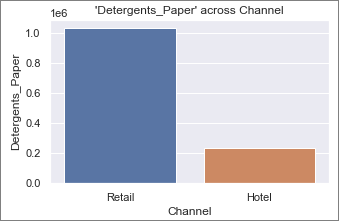 'Detergents_Paper' across Channel
1e6
1.0
0.8
0.6
0.4
0.2
0.0
Detergents_Paper
Retail
Hotel
Channel